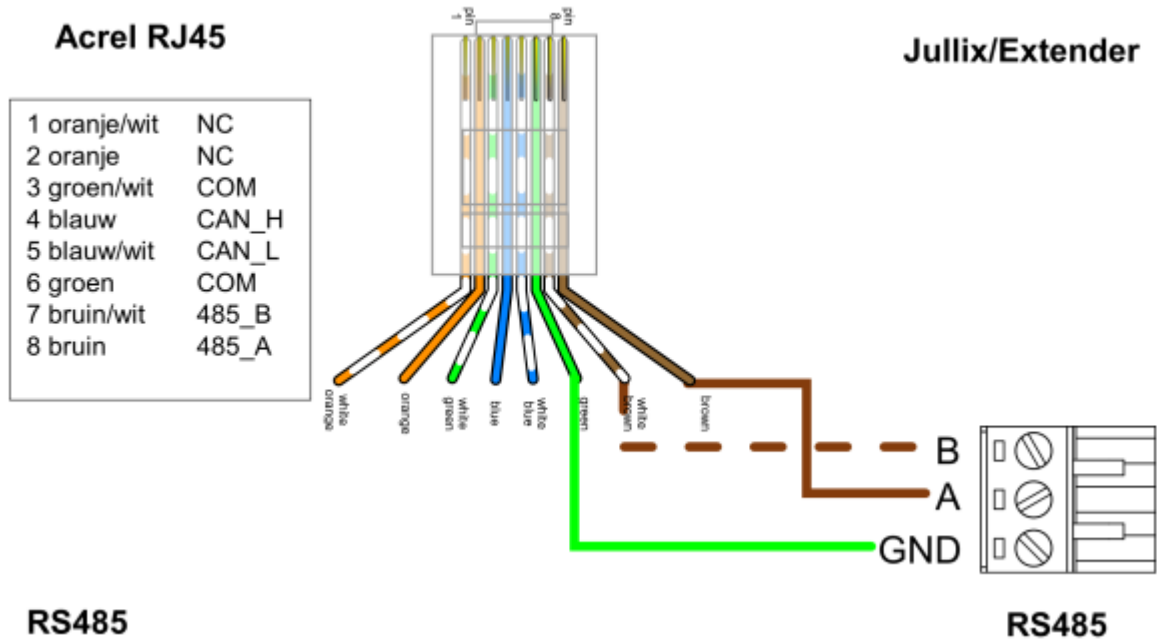 Acrel RJ45
pin 1
pin 8
Jullix/Extender
1 oranje/wit NC
2 oranje NC
3 groen/wit COM
4 blauw CAN_H
5 blauw/wit CAN_L
6 groen COM
7 bruin/wit 485_B
8 bruin 485_A
white
orange
orange
white
green
blue
white
blue
green
white
brown
brown
B
A
GND
RS485
RS485